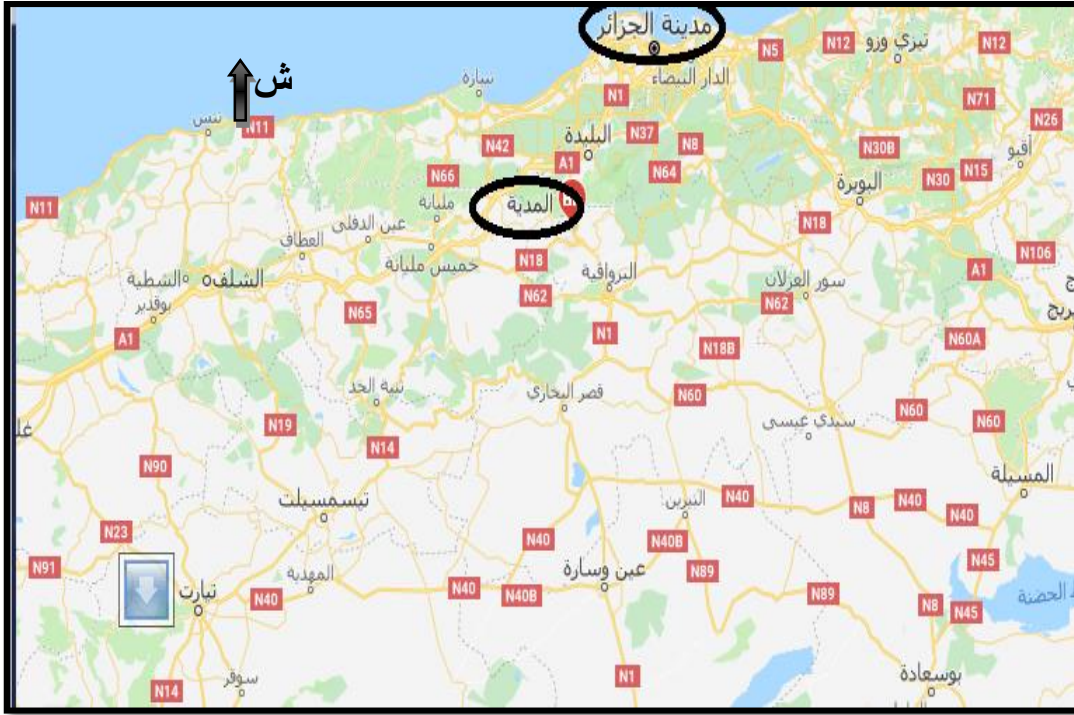 مدينة الجزائر
N5
N12
تيزي وزو
N12
الدار البيضاء
تيبازة
ش
N1
N71
تنس
N11
N26
N42
البليدة
N37
N8
N30B
أقبو
A1
N66
N64
البويرة
N30
N15
N11
مليانة
المدية
عين الدفلى
العطاف
N18
خميس مليانة
N18
البرواقية
N106
الشلف
الشطية
سور الغزلان
A1
N62
N62
بوقدير
N65
A1
N1
N18B
N60A
ثنية الحد
قصر البخاري
N60
N60
N60
N19
سيدي عيسى
N14
N90
المسيلة
تيسمسيلت
البيرين
N40
N8
N40
N40
N23
N40
N40B
N45
N91
المهدية
عين وسارة
N89
تيارت
N40
N40
N40B
N89
الحضنة
N8
N45
سوقر
N14
N1
بوسعادة